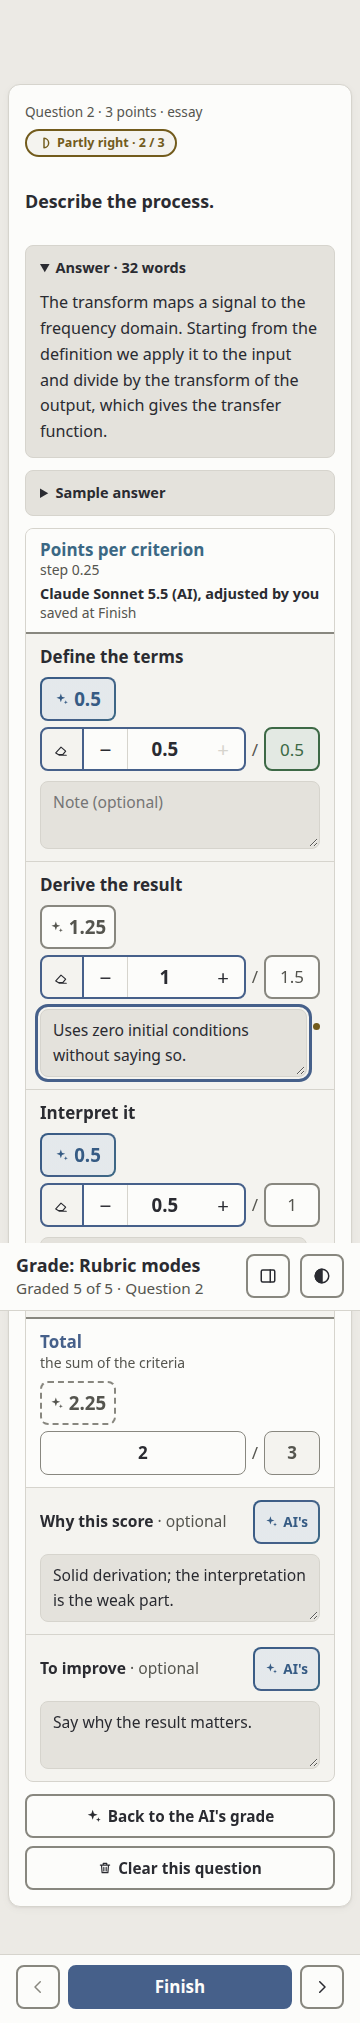 Question 2 · 3 points · essay
Partly right · 2 / 3
Describe the process.
Answer · 32 words
The transform maps a signal to the
frequency domain. Starting from the
definition we apply it to the input
and divide by the transform of the
output, which gives the transfer
function.
Sample answer
Points per criterion
step 0.25
Claude Sonnet 5.5 (AI), adjusted by you
saved at Finish
Define the terms
0.5
− 0.5 + / 0.5
Note (optional)
Derive the result
1.25
− 1 + / 1.5
Uses zero initial conditions
without saying so.
Interpret it
0.5
− 0.5 + / 1
Grade: Rubric modes
Graded 5 of 5 · Question 2
Total
the sum of the criteria
2.25
2 / 3
Why this score · optional AI's
Solid derivation; the interpretation
is the weak part.
To improve · optional AI's
Say why the result matters.
Back to the AI's grade
Clear this question
Finish